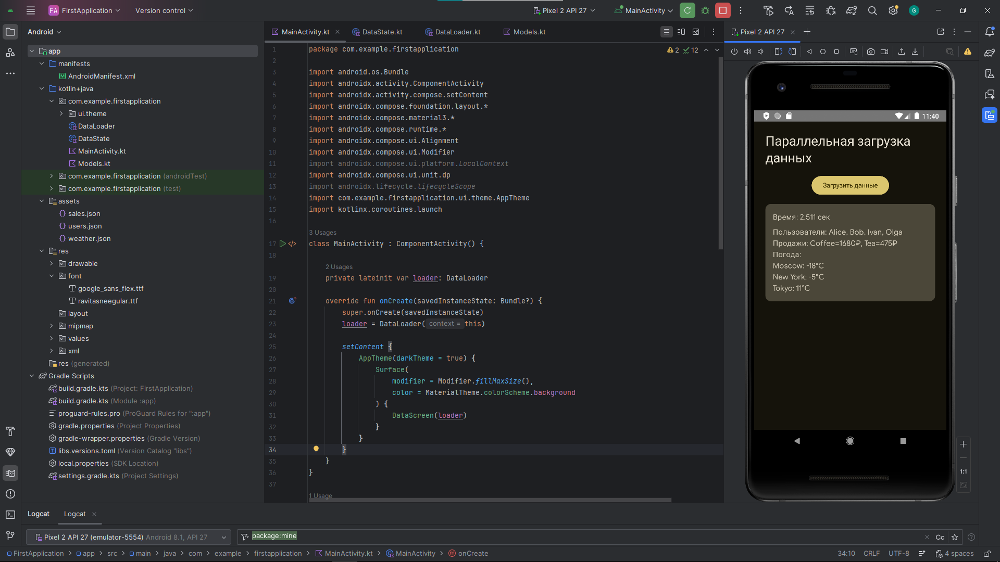 FA FirstApplication Version control Pixel 2 API 27 MainActivity G
Android
app
manifests
AndroidManifest.xml
kotlin+java
com.example.firstapplication
ui.theme
DataLoader
DataState
MainActivity.kt
Models.kt
com.example.firstapplication (androidTest)
com.example.firstapplication (test)
assets
sales.json
users.json
weather.json
res
drawable
font
google_sans_flex.ttf
ravitasneegular.ttf
layout
mipmap
values
xml
res (generated)
Gradle Scripts
build.gradle.kts (Project: FirstApplication)
build.gradle.kts (Module :app)
proguard-rules.pro (ProGuard Rules for ":app")
gradle.properties (Project Properties)
gradle-wrapper.properties (Gradle Version)
libs.versions.toml (Version Catalog "libs")
local.properties (SDK Location)
settings.gradle.kts (Project Settings)
MainActivity.kt DataState.kt DataLoader.kt Models.kt
2 12
1 package com.example.firstapplication
2
3 import android.os.Bundle
4 import androidx.activity.ComponentActivity
5 import androidx.activity.compose.setContent
6 import androidx.compose.foundation.layout.*
7 import androidx.compose.material3.*
8 import androidx.compose.runtime.*
9 import androidx.compose.ui.Alignment
10 import androidx.compose.ui.Modifier
11 import androidx.compose.ui.platform.LocalContext
12 import androidx.compose.ui.unit.dp
13 import androidx.lifecycle.lifecycleScope
14 import com.example.firstapplication.ui.theme.AppTheme
15 import kotlinx.coroutines.launch
16
3 Usages
17 class MainActivity : ComponentActivity() {
18
2 Usages
19 private lateinit var loader: DataLoader
20
21 override fun onCreate(savedInstanceState: Bundle?) {
22 super.onCreate(savedInstanceState)
23 loader = DataLoader( context = this)
24
25 setContent {
26 AppTheme(darkTheme = true) {
27 Surface(
28 modifier = Modifier.fillMaxSize(),
29 color = MaterialTheme.colorScheme.background
30 ) {
31 DataScreen(loader)
32 }
33 }
34 }
35 }
36 }
37
1 Usage
Pixel 2 API 27
11:40
Параллельная загрузка
данных
Загрузить данные
Время: 2.511 сек
Пользователи: Alice, Bob, Ivan, Olga
Продажи: Coffee=1680₽, Tea=475₽
Погода:
Moscow: -18°C
New York: -5°C
Tokyo: 11°C
1:1
Logcat Logcat
Pixel 2 API 27 (emulator-5554) Android 8.1, API 27 package:mine Cc
FirstApplication app src main java com example firstapplication MainActivity.kt MainActivity onCreate 34:10 CRLF UTF-8 4 spaces